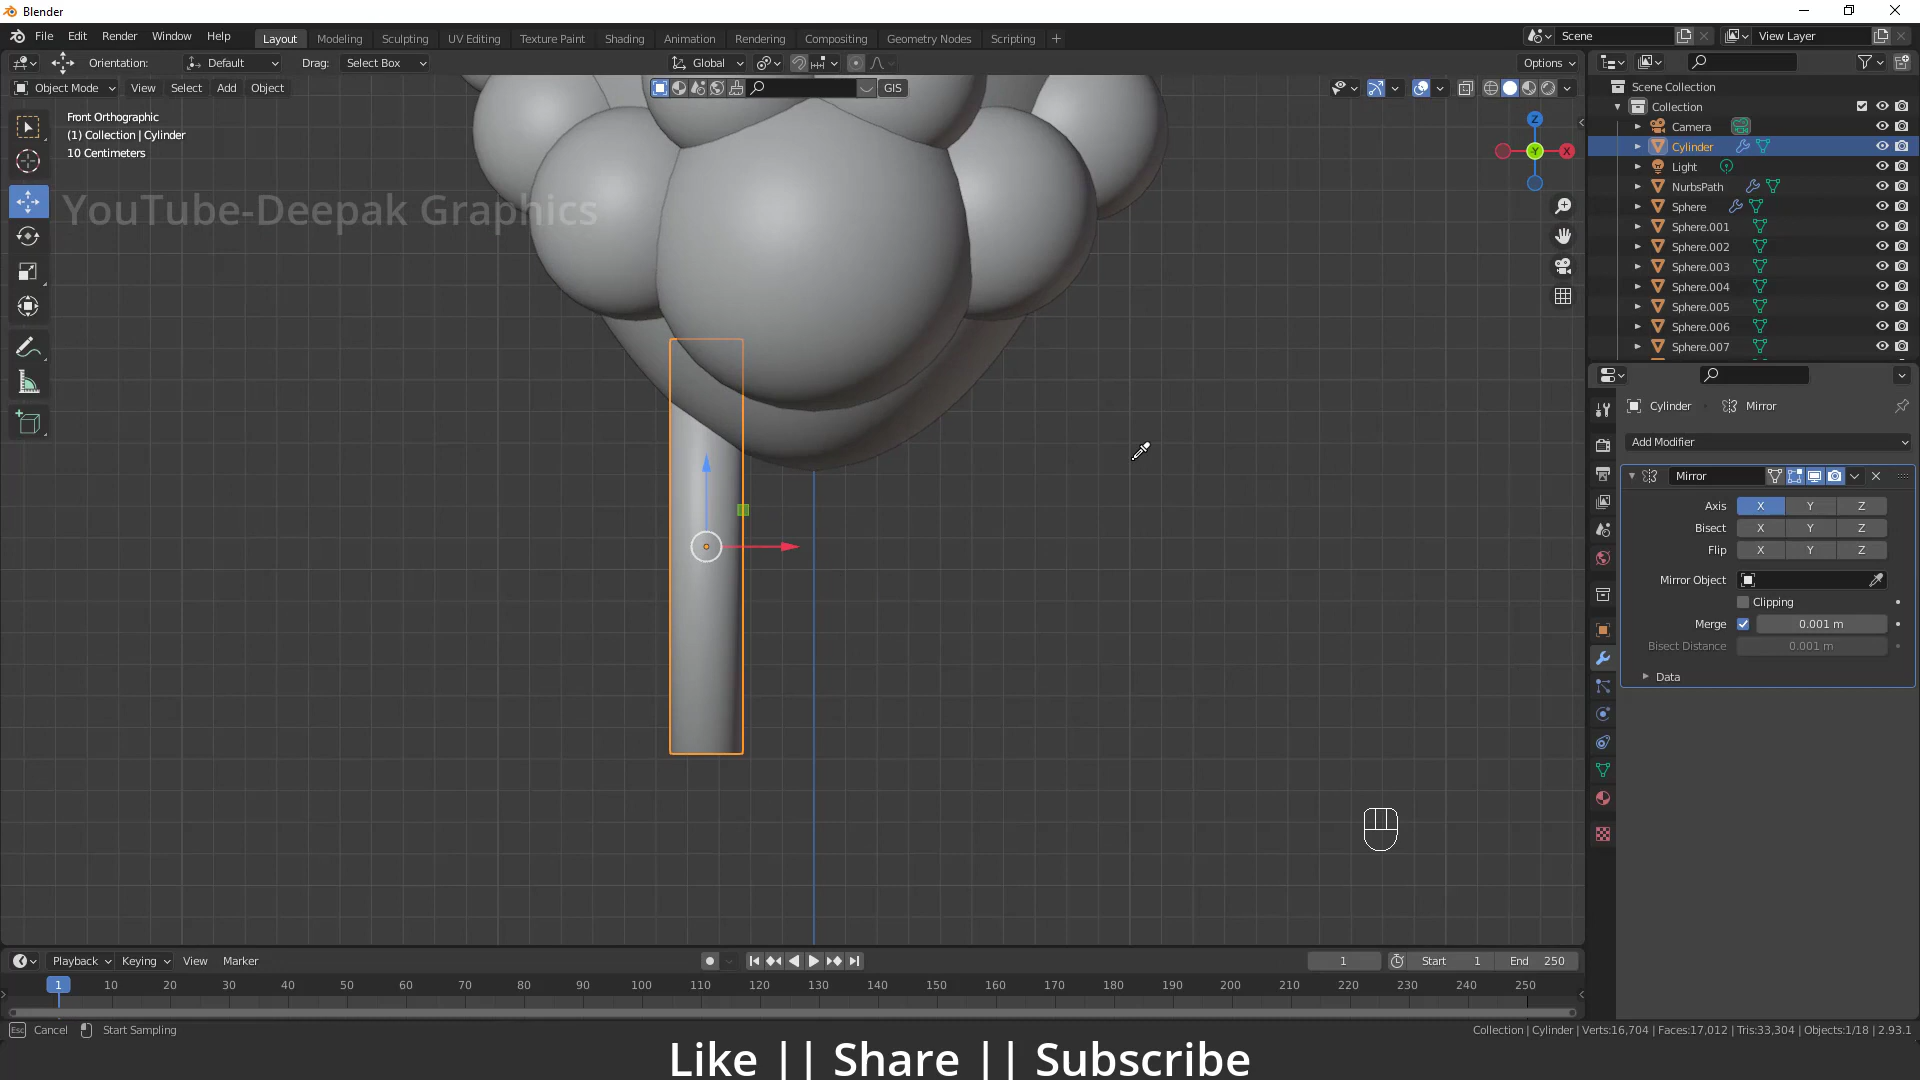 Blender
File Edit Render Window Help
Layout Modeling Sculpting UV Editing Texture Paint Shading Animation Rendering Compositing Geometry Nodes Scripting +
Scene
View Layer
Orientation: Default Drag: Select Box
Global
Options
Object Mode View Select Add Object
GIS
Front Orthographic
(1) Collection | Cylinder
10 Centimeters
YouTube-Deepak Graphics
Z
Y
X
Scene Collection
Collection
Camera
Cylinder
Light
NurbsPath
Sphere
Sphere.001
Sphere.002
Sphere.003
Sphere.004
Sphere.005
Sphere.006
Sphere.007
Cylinder Mirror
Add Modifier
Mirror
Axis X Y Z
Bisect X Y Z
Flip X Y Z
Mirror Object
Clipping
Merge 0.001 m
Bisect Distance 0.001 m
Data
Playback Keying View Marker
1 Start 1 End 250
1 10 20 30 40 50 60 70 80 90 100 110 120 130 140 150 160 170 180 190 200 210 220 230 240 250
Esc Cancel Start Sampling
Collection | Cylinder | Verts:16,704 | Faces:17,012 | Tris:33,304 | Objects:1/18 | 2.93.1
Like || Share || Subscribe